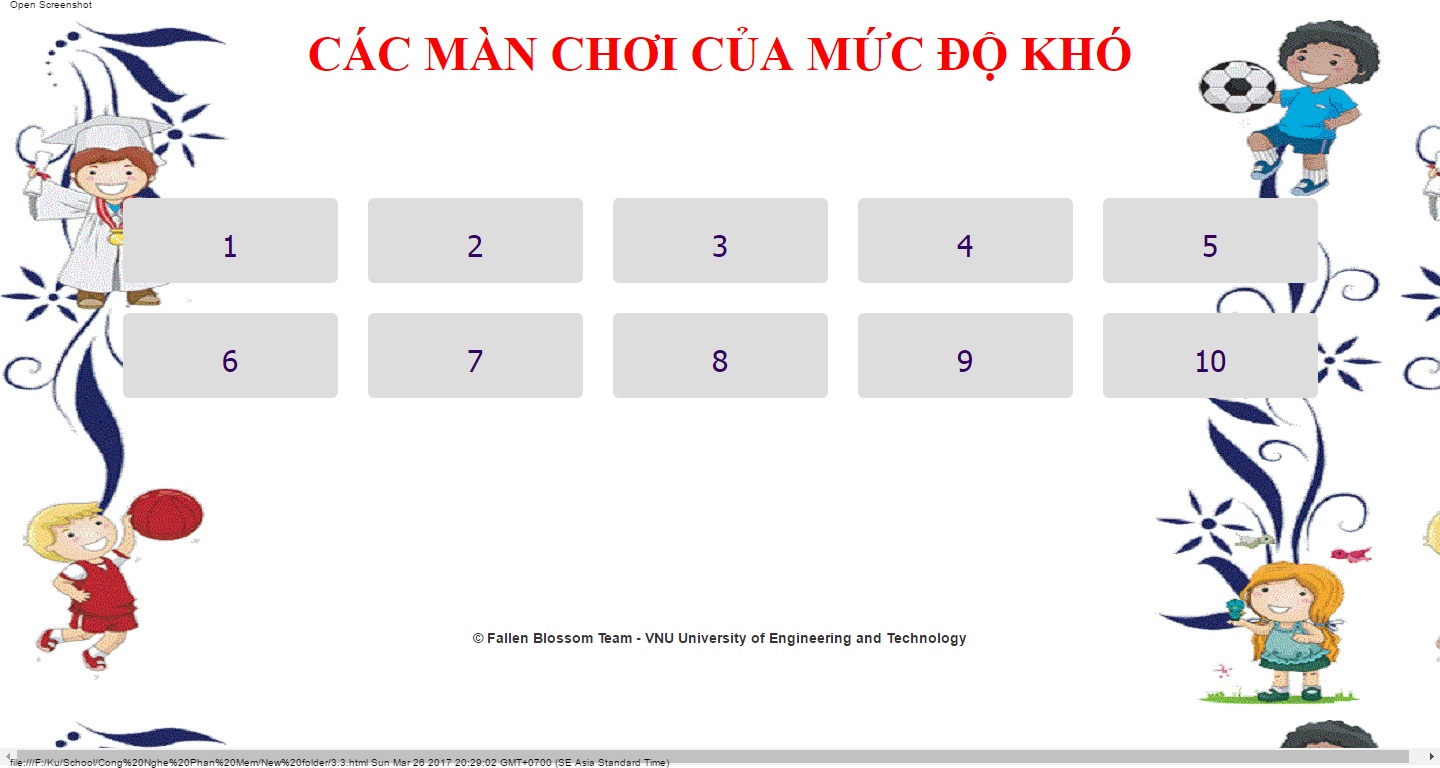 Open Screenshot
CÁC MÀN CHƠI CỦA MỨC ĐỘ KHÓ
1 2 3 4 5
6 7 8 9 10
© Fallen Blossom Team - VNU University of Engineering and Technology
file:///F:/Ku/School/Cong%20Nghe%20Phan%20Mem/New%20folder/3.3.html Sun Mar 26 2017 20:29:02 GMT+0700 (SE Asia Standard Time)